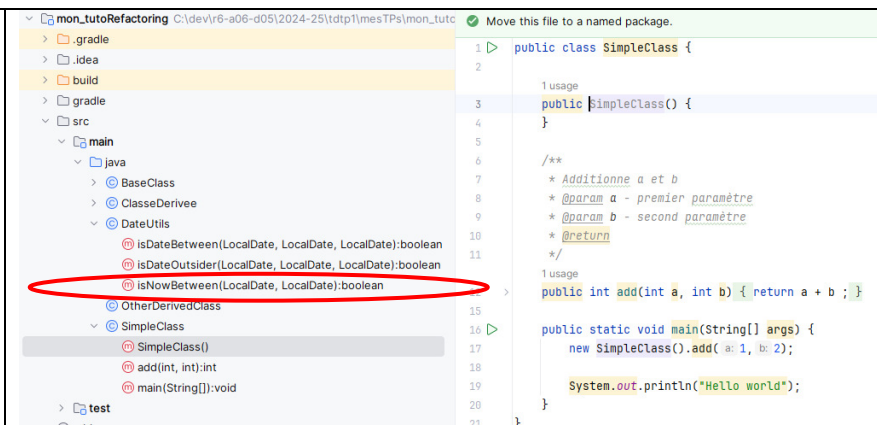 mon_tutoRefactoring C:\dev\r6-a06-d05\2024-25\tdtp1\mesTPs\mon_tuto
.gradle
.idea
build
gradle
src
main
java
BaseClass
ClasseDerivee
DateUtils
isDateBetween(LocalDate, LocalDate, LocalDate):boolean
isDateOutsider(LocalDate, LocalDate, LocalDate):boolean
isNowBetween(LocalDate, LocalDate):boolean
OtherDerivedClass
SimpleClass
SimpleClass()
add(int, int):int
main(String[]):void
test
Move this file to a named package.
1 public class SimpleClass {
2
1 usage
3 public SimpleClass() {
4 }
5
6 /**
7 * Additionne a et b
8 * @param a - premier paramètre
9 * @param b - second paramètre
10 * @return
11 */
1 usage
public int add(int a, int b) { return a + b ; }
15
16 public static void main(String[] args) {
17 new SimpleClass().add( a: 1, b: 2);
18
19 System.out.println("Hello world");
20 }
21 }